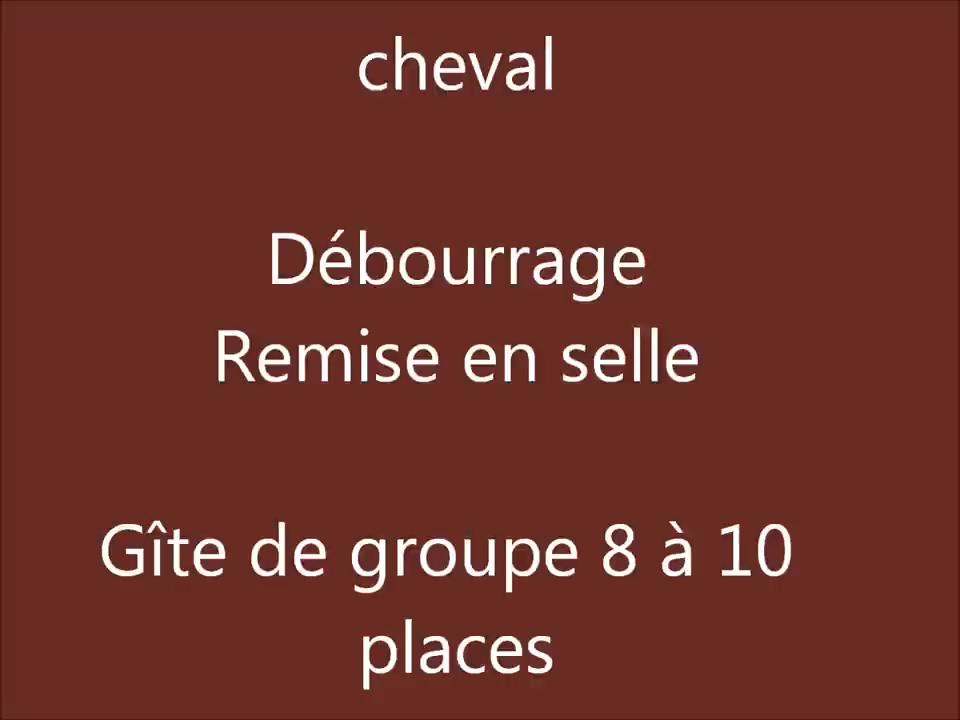 cheval
Débourrage
Remise en selle
Gîte de groupe 8 à 10
places